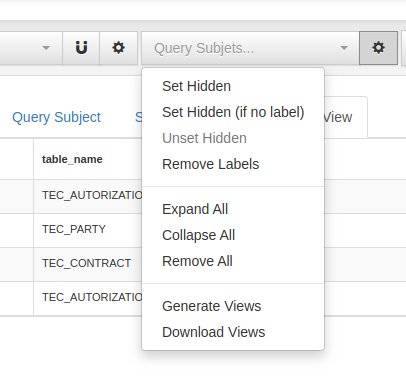 Query Subjets...
Set Hidden
Set Hidden (if no label)
Unset Hidden
Remove Labels
Expand All
Collapse All
Remove All
Generate Views
Download Views
Query Subject
View
table_name
TEC_AUTORIZATIO
TEC_PARTY
TEC_CONTRACT
TEC_AUTORIZATIO